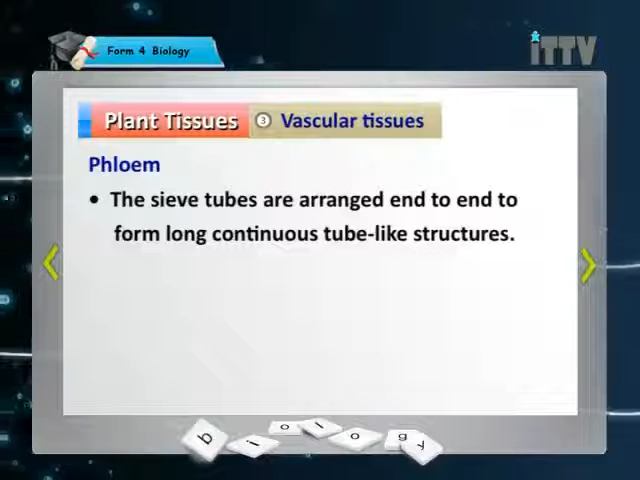 Form 4 Biology
iTTV
Plant Tissues 3 Vascular tissues
Phloem
• The sieve tubes are arranged end to end to
form long continuous tube-like structures.
biology